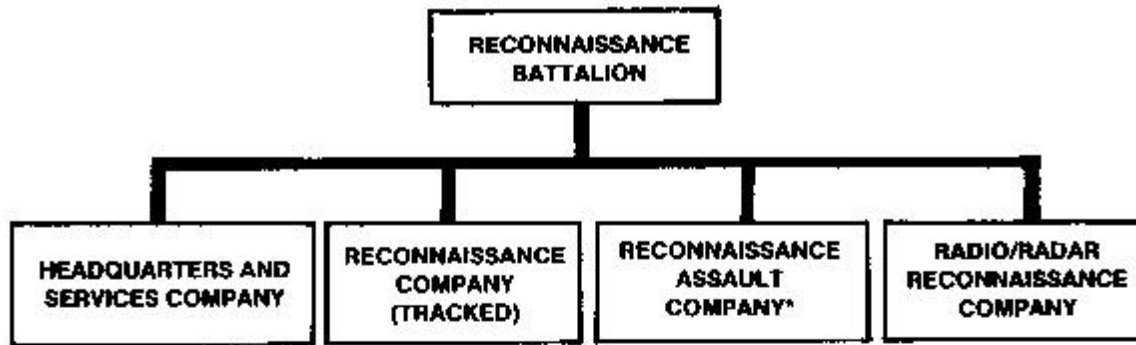 RECONNAISSANCE
BATTALION
HEADQUARTERS AND
SERVICES COMPANY
RECONNAISSANCE
COMPANY
(TRACKED)
RECONNAISSANCE
ASSAULT
COMPANY*
RADIO/RADAR
RECONNAISSANCE
COMPANY